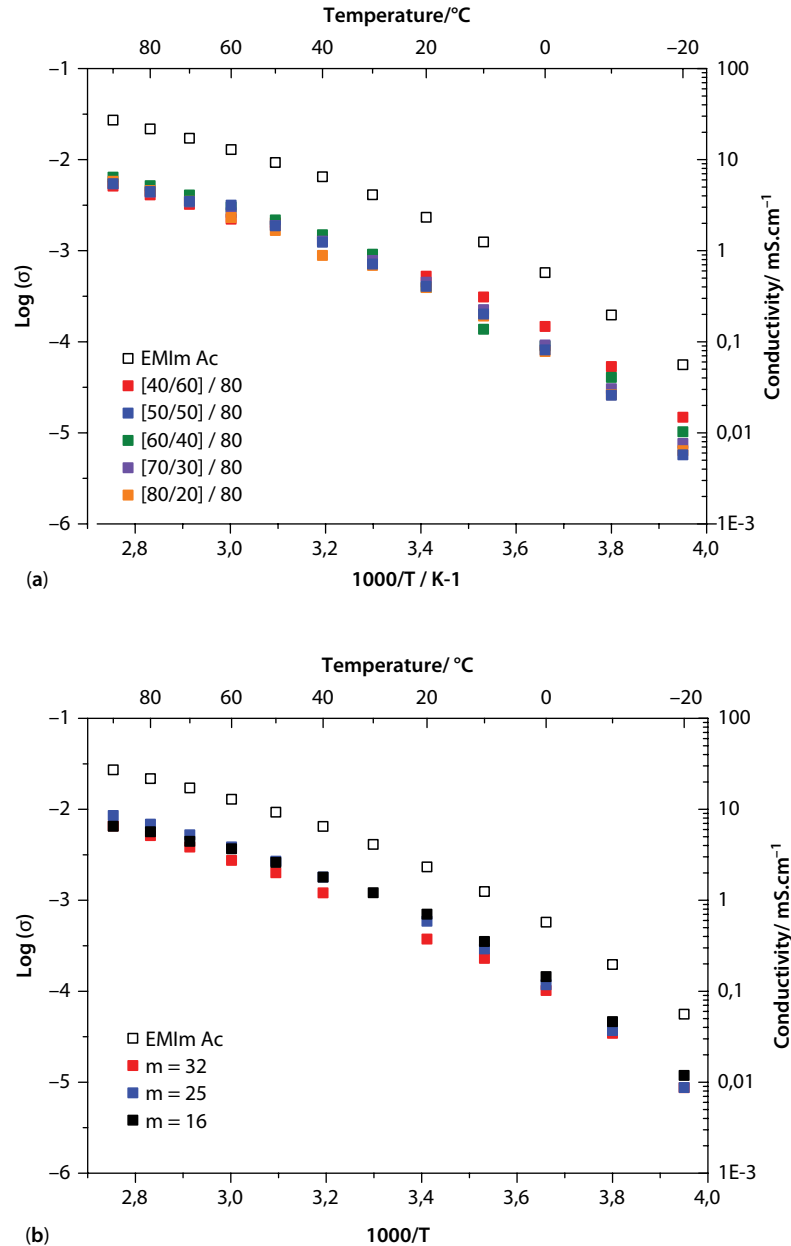 Temperature/°C
80 60 40 20 0 –20
–1 100
–2 10
–3 1
–4 0,1
–5 0,01
–6 1E-3
Log (σ)
Conductivity/ mS.cm–1
EMIm Ac
[40/60] / 80
[50/50] / 80
[60/40] / 80
[70/30] / 80
[80/20] / 80
2,8 3,0 3,2 3,4 3,6 3,8 4,0
(a) 1000/T / K-1
Temperature/ °C
80 60 40 20 0 –20
–1 100
–2 10
–3 1
–4 0,1
–5 0,01
–6 1E-3
Log (σ)
Conductivity/ mS.cm–1
EMIm Ac
m = 32
m = 25
m = 16
2,8 3,0 3,2 3,4 3,6 3,8 4,0
(b) 1000/T